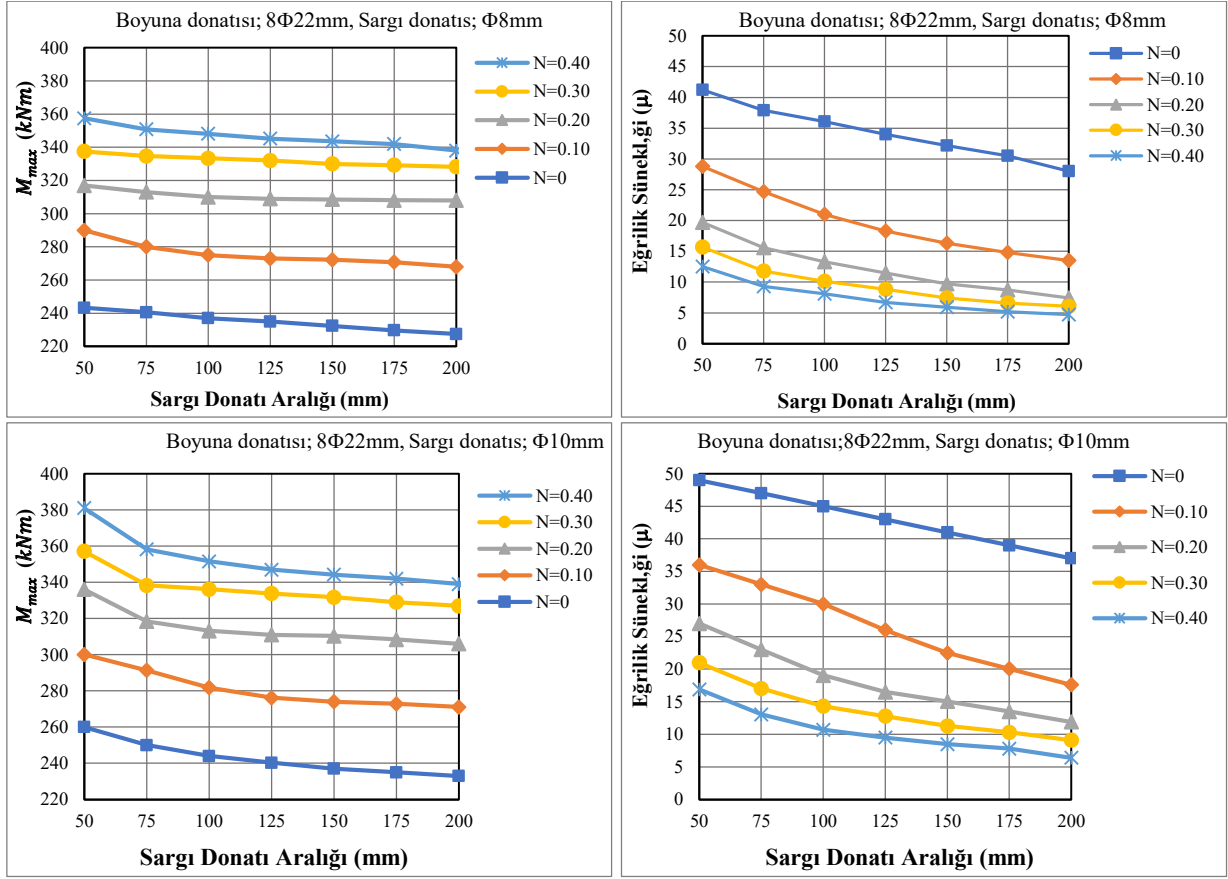 Boyuna donatısı; 8Φ22mm, Sargı donatıs; Φ8mm
400
380
360
340
320
300
280
260
240
220
M_max (kNm)
50 75 100 125 150 175 200
Sargı Donatı Aralığı (mm)
N=0.40
N=0.30
N=0.20
N=0.10
N=0
Boyuna donatısı; 8Φ22mm, Sargı donatıs; Φ8mm
50
45
40
35
30
25
20
15
10
5
0
Eğrilik Sünekl,ği (μ)
50 75 100 125 150 175 200
Sargı Donatı Aralığı (mm)
N=0
N=0.10
N=0.20
N=0.30
N=0.40
Boyuna donatısı; 8Φ22mm, Sargı donatıs; Φ10mm
400
380
360
340
320
300
280
260
240
220
M_max (kNm)
50 75 100 125 150 175 200
Sargı Donatı Aralığı (mm)
N=0.40
N=0.30
N=0.20
N=0.10
N=0
Boyuna donatısı;8Φ22mm, Sargı donatıs; Φ10mm
50
45
40
35
30
25
20
15
10
5
0
Eğrilik Sünekl,ği (μ)
50 75 100 125 150 175 200
Sargı Donatı Aralığı (mm)
N=0
N=0.10
N=0.20
N=0.30
N=0.40